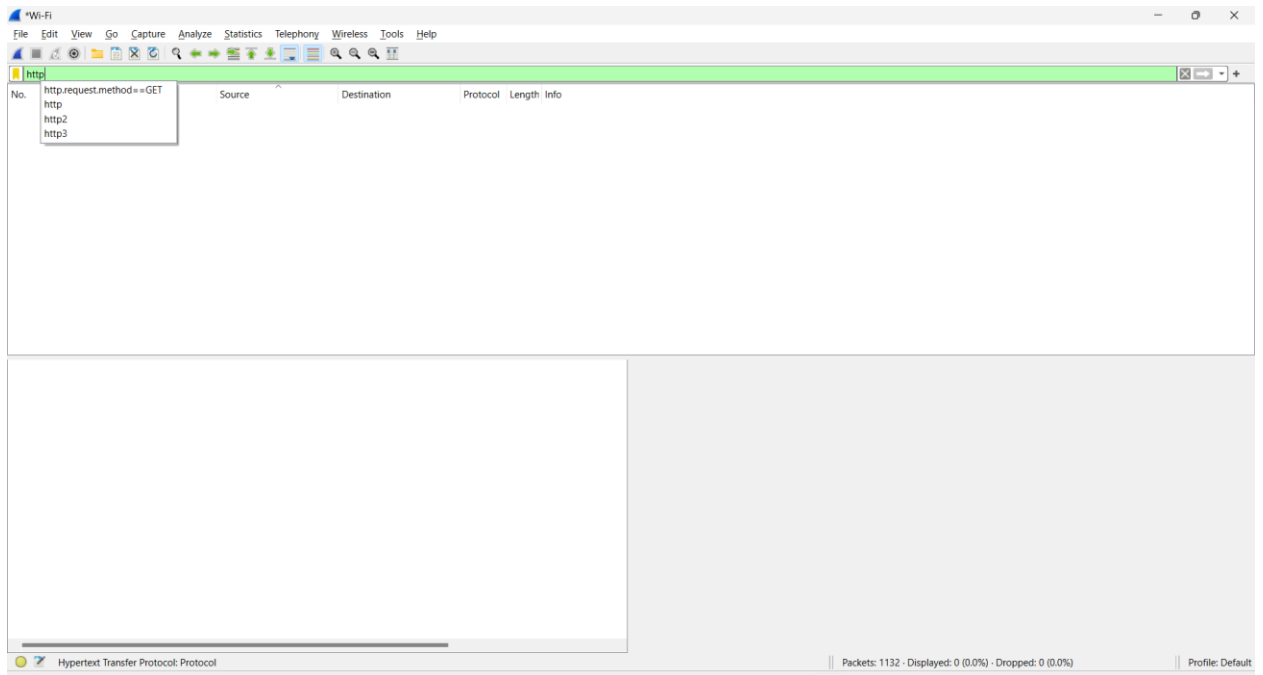 *Wi-Fi
File Edit View Go Capture Analyze Statistics Telephony Wireless Tools Help
http
No. Source Destination Protocol Length Info
http.request.method==GET
http
http2
http3
Hypertext Transfer Protocol: Protocol Packets: 1132 · Displayed: 0 (0.0%) · Dropped: 0 (0.0%) Profile: Default